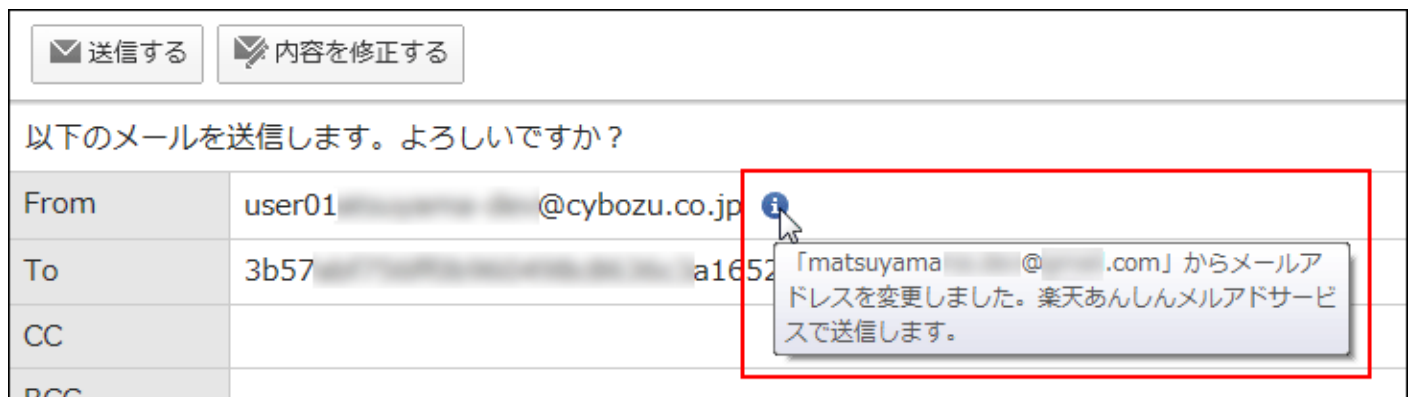 送信する 内容を修正する
以下のメールを送信します。よろしいですか？
From user01 @cybozu.co.jp
To 3b57 a1652
CC
「matsuyama @ .com」からメールア
ドレスを変更しました。楽天あんしんメルアドサービ
スで送信します。